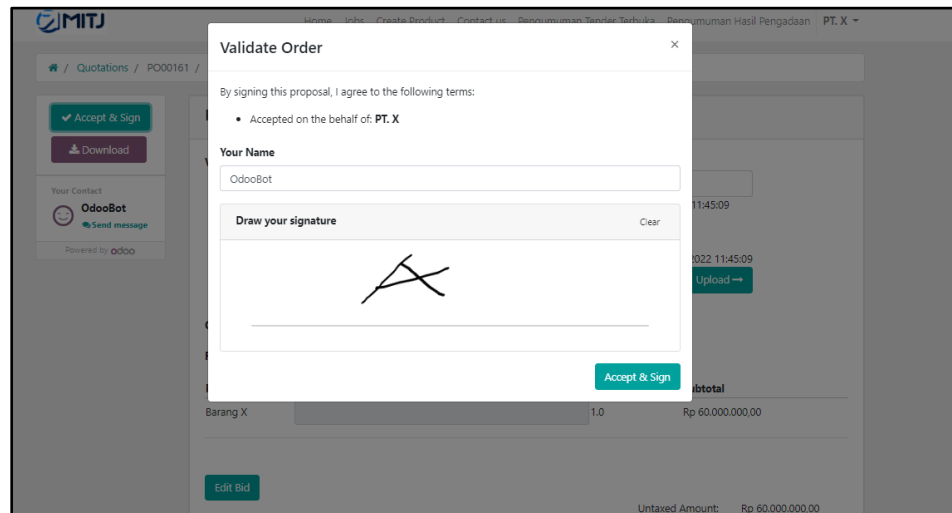 MITJ
Home Jobs Create Product Contact us Pengumuman Tender Terbuka Pengumuman Hasil Pengadaan PT. X
/ Quotations / PO00161 /
Validate Order
×
By signing this proposal, I agree to the following terms:
• Accepted on the behalf of: PT. X
Your Name
OdooBot
Draw your signature
Clear
Accept & Sign
Accept & Sign
Download
Your Contact
OdooBot
Send message
Powered by odoo
11:45:09
2022 11:45:09
Upload
Barang X 1.0 Rp 60.000.000,00
Edit Bid
Untaxed Amount: Rp 60.000.000,00